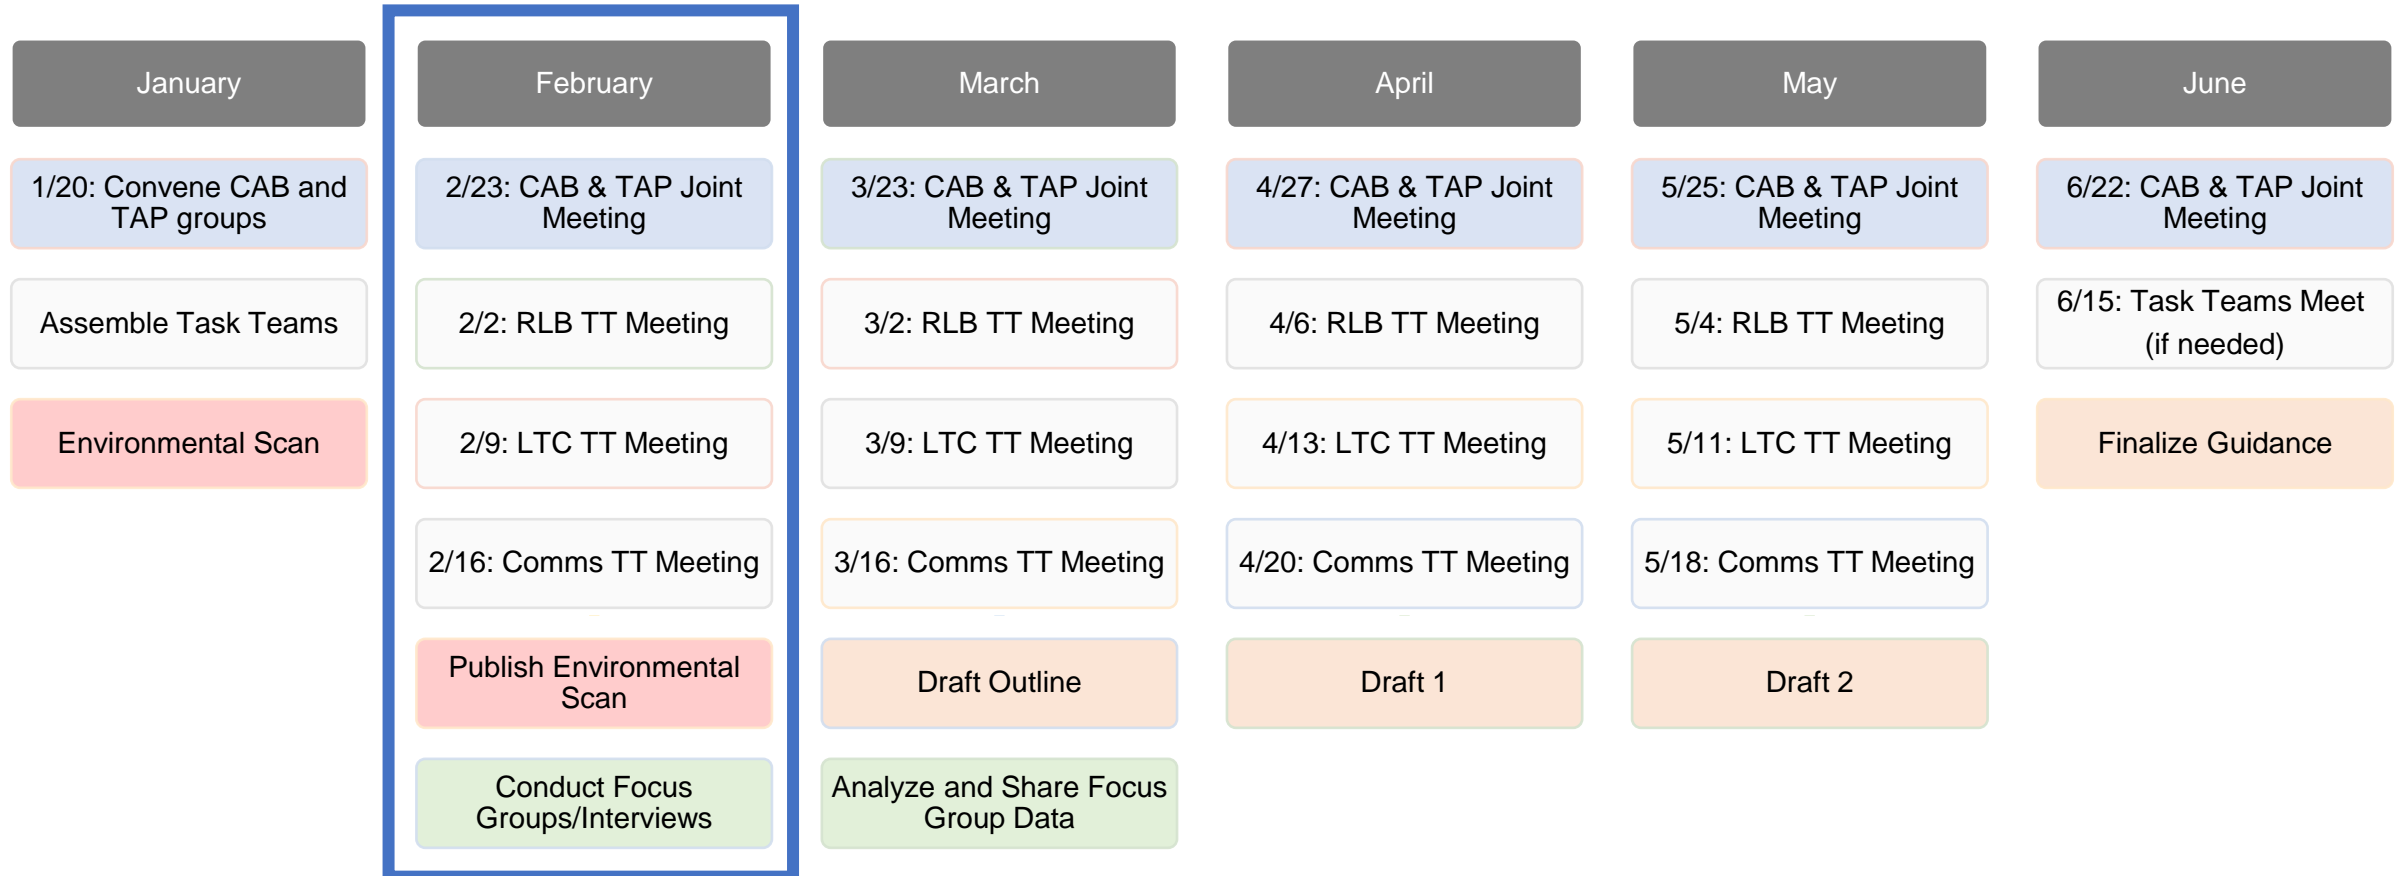 January
February
March
April
May
June
1/20: Convene CAB and
TAP groups
2/23: CAB & TAP Joint
Meeting
3/23: CAB & TAP Joint
Meeting
4/27: CAB & TAP Joint
Meeting
5/25: CAB & TAP Joint
Meeting
6/22: CAB & TAP Joint
Meeting
Assemble Task Teams
2/2: RLB TT Meeting
3/2: RLB TT Meeting
4/6: RLB TT Meeting
5/4: RLB TT Meeting
6/15: Task Teams Meet
(if needed)
Environmental Scan
2/9: LTC TT Meeting
3/9: LTC TT Meeting
4/13: LTC TT Meeting
5/11: LTC TT Meeting
Finalize Guidance
2/16: Comms TT Meeting
3/16: Comms TT Meeting
4/20: Comms TT Meeting
5/18: Comms TT Meeting
Publish Environmental
Scan
Draft Outline
Draft 1
Draft 2
Conduct Focus
Groups/Interviews
Analyze and Share Focus
Group Data